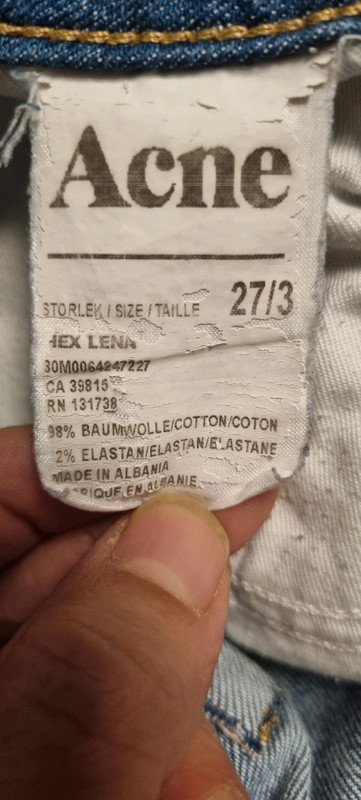 Acne
STORLEK / SIZE / TAILLE 27/3
HEX LENA
30M0064247227
CA 39815
RN 131738
98% BAUMWOLLE/COTTON/COTON
2% ELASTAN/ELASTAN/ELASTANE
MADE IN ALBANIA
RIQUE EN ALBANIE